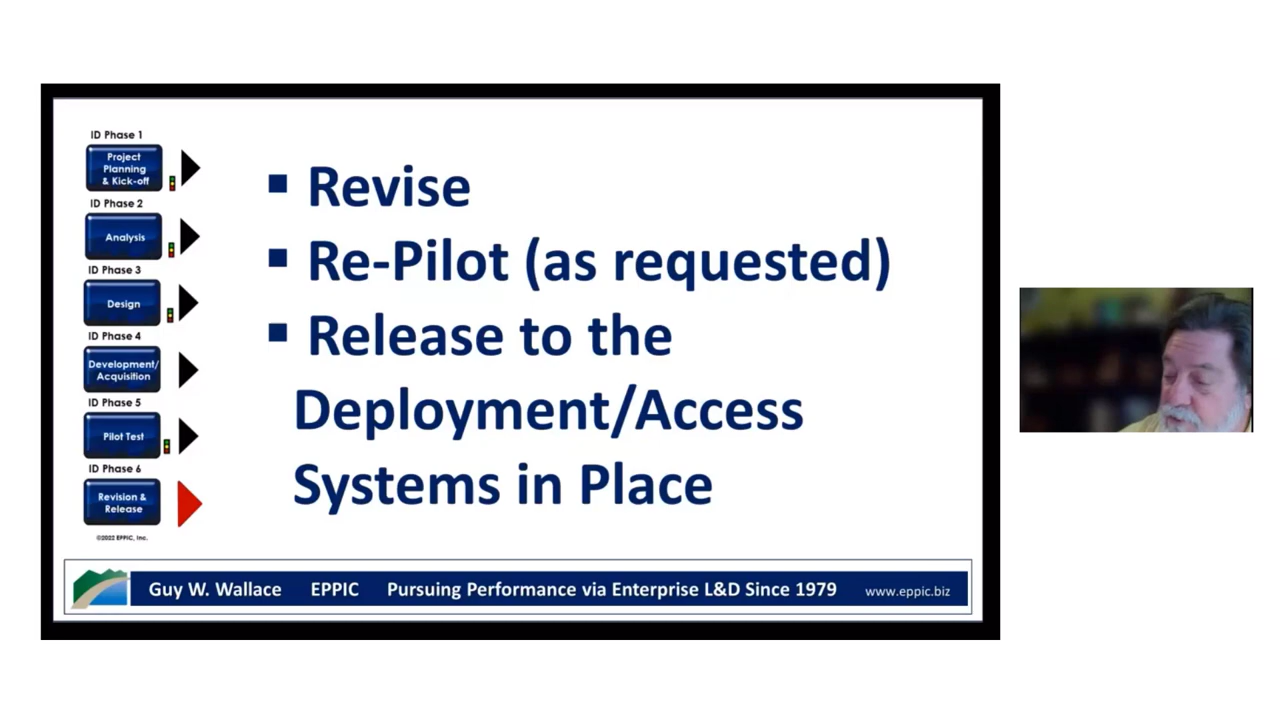 ID Phase 1
Project
Planning
& Kick-off
ID Phase 2
Analysis
ID Phase 3
Design
ID Phase 4
Development/
Acquisition
ID Phase 5
Pilot Test
ID Phase 6
Revision &
Release
©2022 EPPIC, Inc.
▪ Revise
▪ Re-Pilot (as requested)
▪ Release to the
Deployment/Access
Systems in Place
Guy W. Wallace EPPIC Pursuing Performance via Enterprise L&D Since 1979 www.eppic.biz